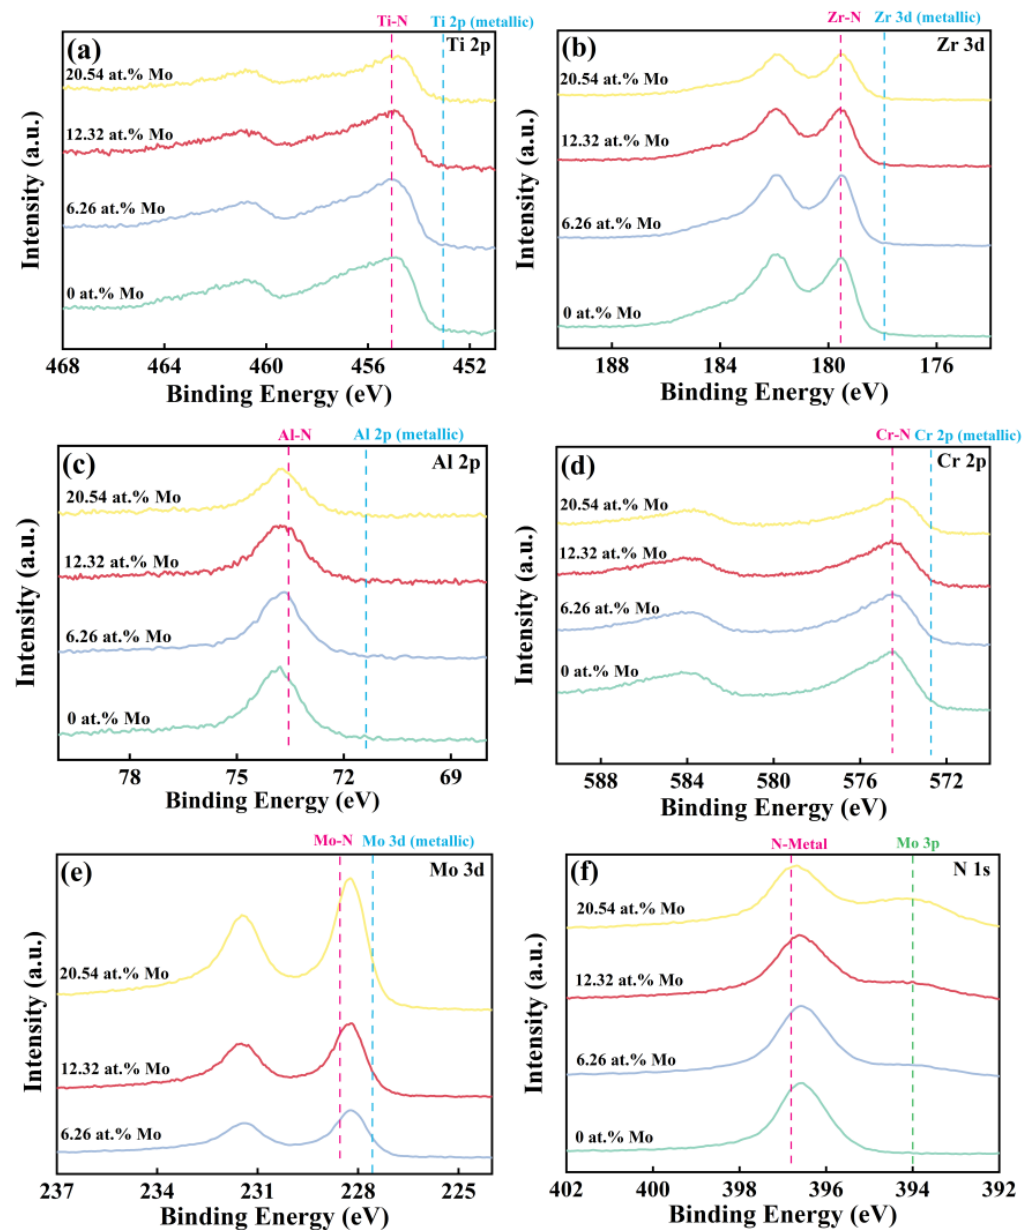 Ti-N Ti 2p (metallic)
(a) Ti 2p
20.54 at.% Mo
12.32 at.% Mo
6.26 at.% Mo
0 at.% Mo
Intensity (a.u.)
468 464 460 456 452
Binding Energy (eV)
Zr-N Zr 3d (metallic)
(b) Zr 3d
20.54 at.% Mo
12.32 at.% Mo
6.26 at.% Mo
0 at.% Mo
Intensity (a.u.)
188 184 180 176
Binding Energy (eV)
Al-N Al 2p (metallic)
(c) Al 2p
20.54 at.% Mo
12.32 at.% Mo
6.26 at.% Mo
0 at.% Mo
Intensity (a.u.)
78 75 72 69
Binding Energy (eV)
Cr-N Cr 2p (metallic)
(d) Cr 2p
20.54 at.% Mo
12.32 at.% Mo
6.26 at.% Mo
0 at.% Mo
Intensity (a.u.)
588 584 580 576 572
Binding Energy (eV)
Mo-N Mo 3d (metallic)
(e) Mo 3d
20.54 at.% Mo
12.32 at.% Mo
6.26 at.% Mo
Intensity (a.u.)
237 234 231 228 225
Binding Energy (eV)
N-Metal Mo 3p
(f) N 1s
20.54 at.% Mo
12.32 at.% Mo
6.26 at.% Mo
0 at.% Mo
Intensity (a.u.)
402 400 398 396 394 392
Binding Energy (eV)